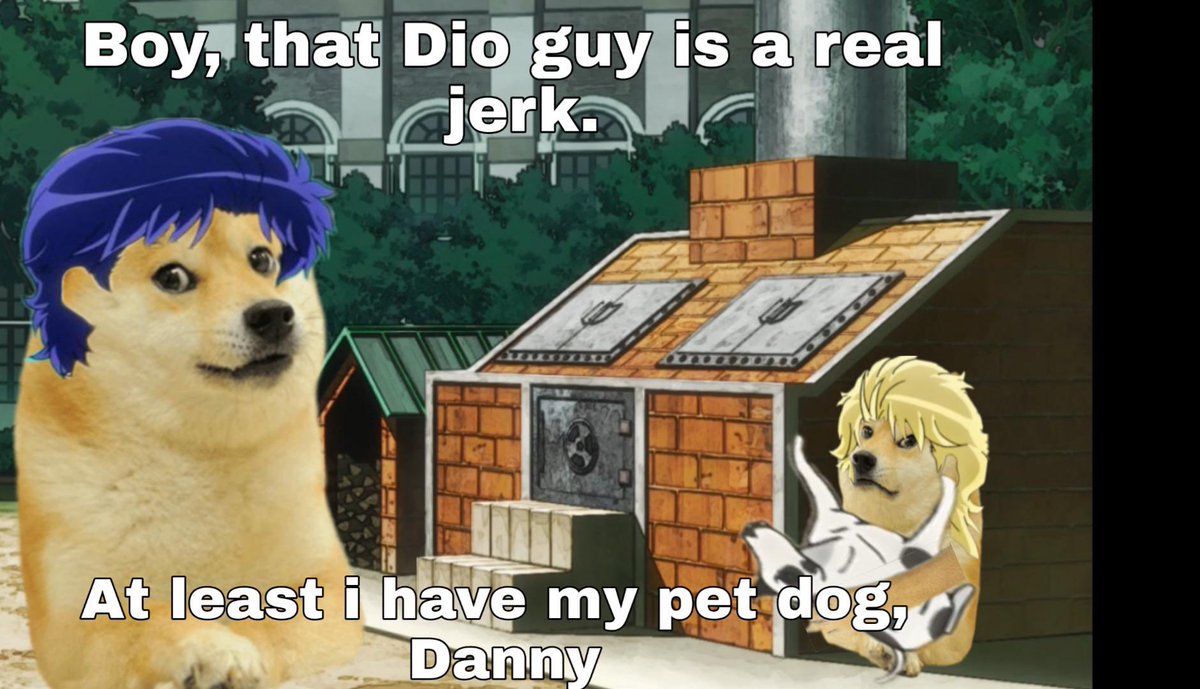 Boy, that Dio guy is a real
jerk.
At least i have my pet dog,
Danny